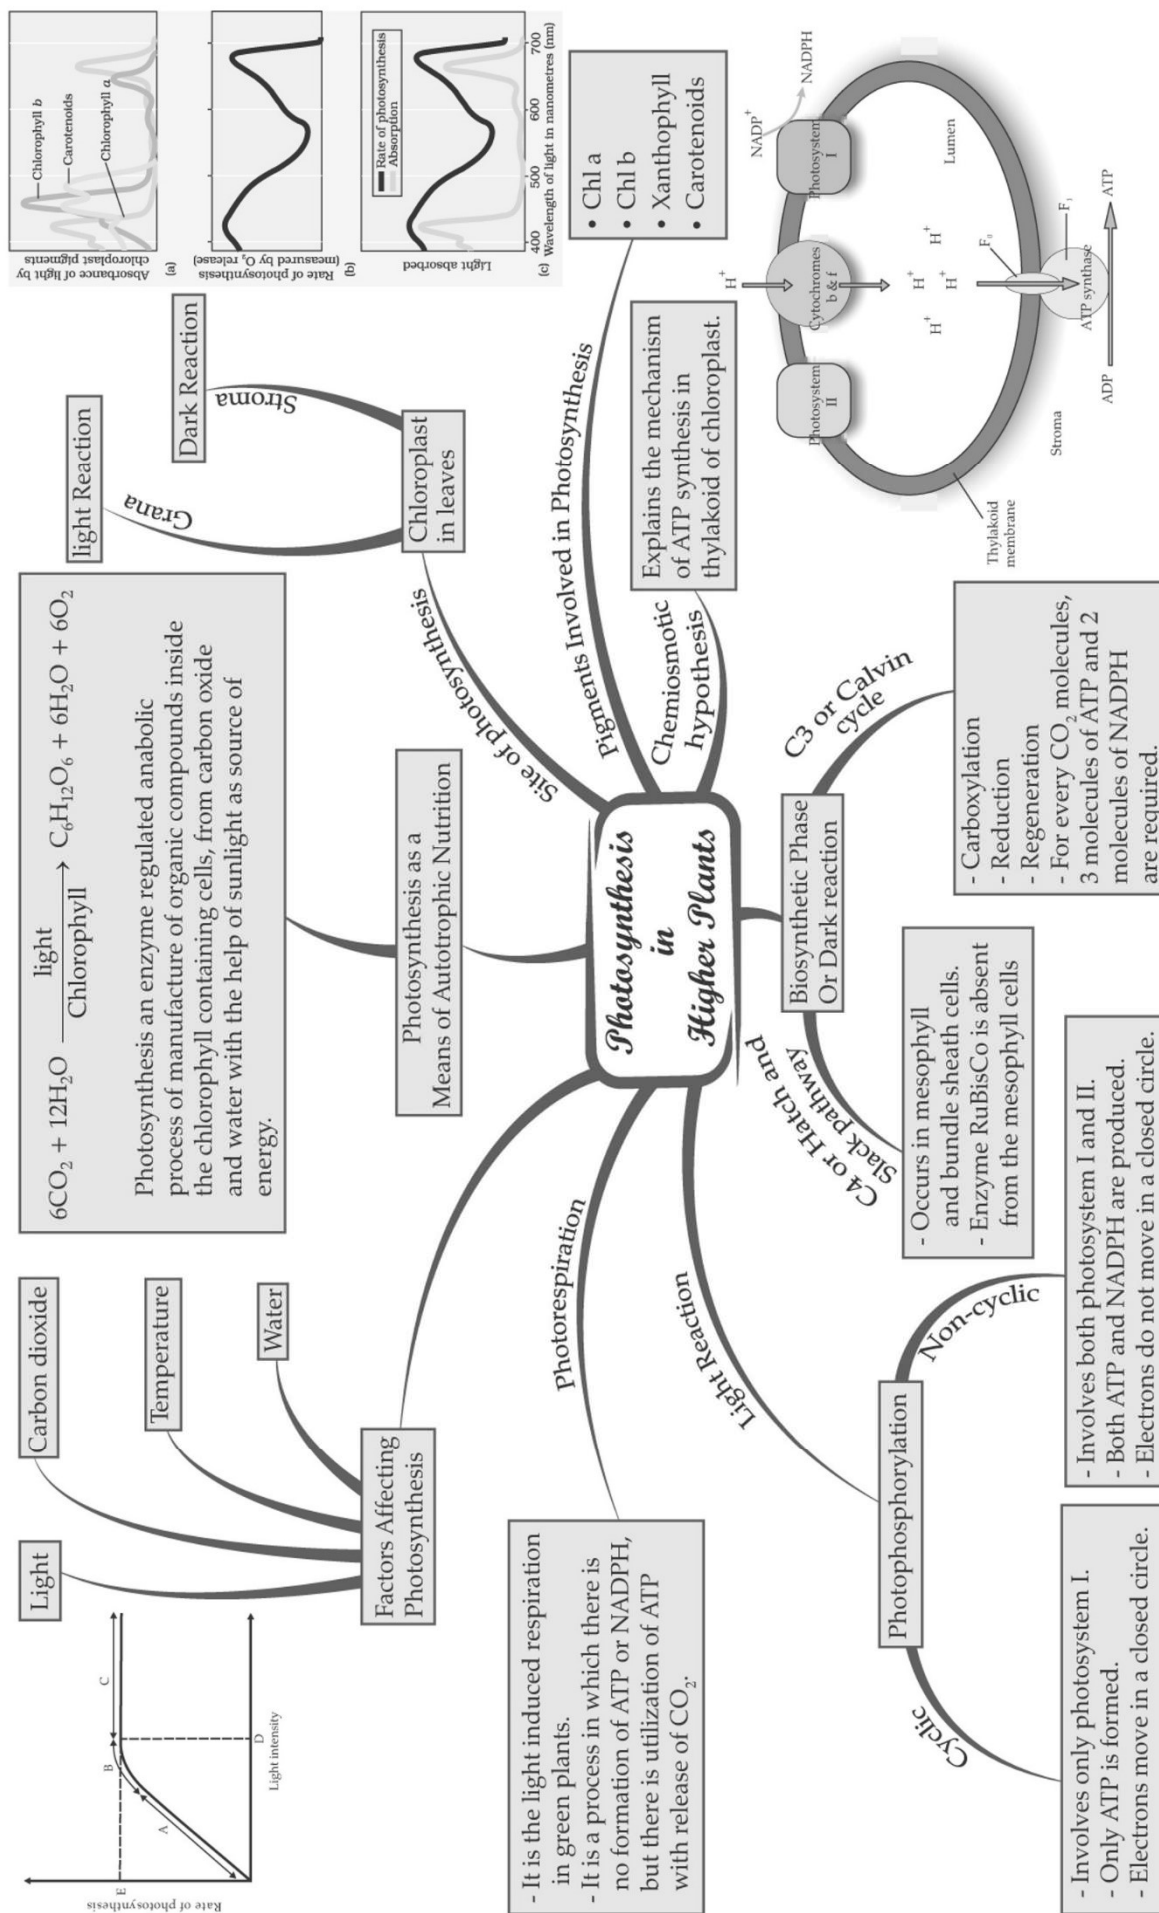 Photosynthesis
in
Higher Plants
Factors Affecting
Photosynthesis
Light
Carbon dioxide
Temperature
Water
Rate of photosynthesis
Light intensity
A
B
C
D
E
Photosynthesis as a
Means of Autotrophic Nutrition
6CO₂ + 12H₂O light Chlorophyll → C₆H₁₂O₆ + 6H₂O + 6O₂
Photosynthesis an enzyme regulated anabolic
process of manufacture of organic compounds inside
the chlorophyll containing cells, from carbon oxide
and water with the help of sunlight as source of
energy.
Site of photosynthesis
Chloroplast
in leaves
Grana
light Reaction
Stroma
Dark Reaction
Absorbance of light by
chloroplast pigments
Chlorophyll b
Carotenoids
Chlorophyll a
(a)
Rate of photosynthesis
(measured by O₂ release)
(b)
Light absorbed
Rate of photosynthesis
Absorption
(c)
400 500 600 700
Wavelength of light in nanometres (nm)
Pigments Involved in Photosynthesis
• Chl a
• Chl b
• Xanthophyll
• Carotenoids
Chemiosmotic
hypothesis
Explains the mechanism
of ATP synthesis in
thylakoid of chloroplast.
Photosystem
II
Cytochromes
b & f
Photosystem
I
H⁺
NADP⁺
NADPH
H⁺
H⁺
H⁺
H⁺
H⁺
Lumen
F₀
F₁
ATP synthase
ADP
ATP
Stroma
Thylakoid
membrane
Photorespiration
- It is the light induced respiration
in green plants.
- It is a process in which there is
no formation of ATP or NADPH,
but there is utilization of ATP
with release of CO₂.
Light Reaction
Photophosphorylation
Cyclic
- Involves only photosystem I.
- Only ATP is formed.
- Electrons move in a closed circle.
Non-cyclic
- Involves both photosystem I and II.
- Both ATP and NADPH are produced.
- Electrons do not move in a closed circle.
Biosynthetic Phase
Or Dark reaction
C4 or Hatch and
Slack pathway
- Occurs in mesophyll
and bundle sheath cells.
- Enzyme RuBisCo is absent
from the mesophyll cells
C3 or Calvin
cycle
- Carboxylation
- Reduction
- Regeneration
- For every CO₂ molecules,
3 molecules of ATP and 2
molecules of NADPH
are required.